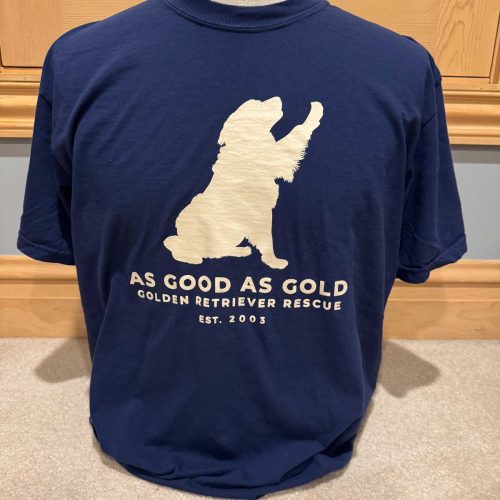 AS GOOD AS GOLD
GOLDEN RETRIEVER RESCUE
EST. 2003